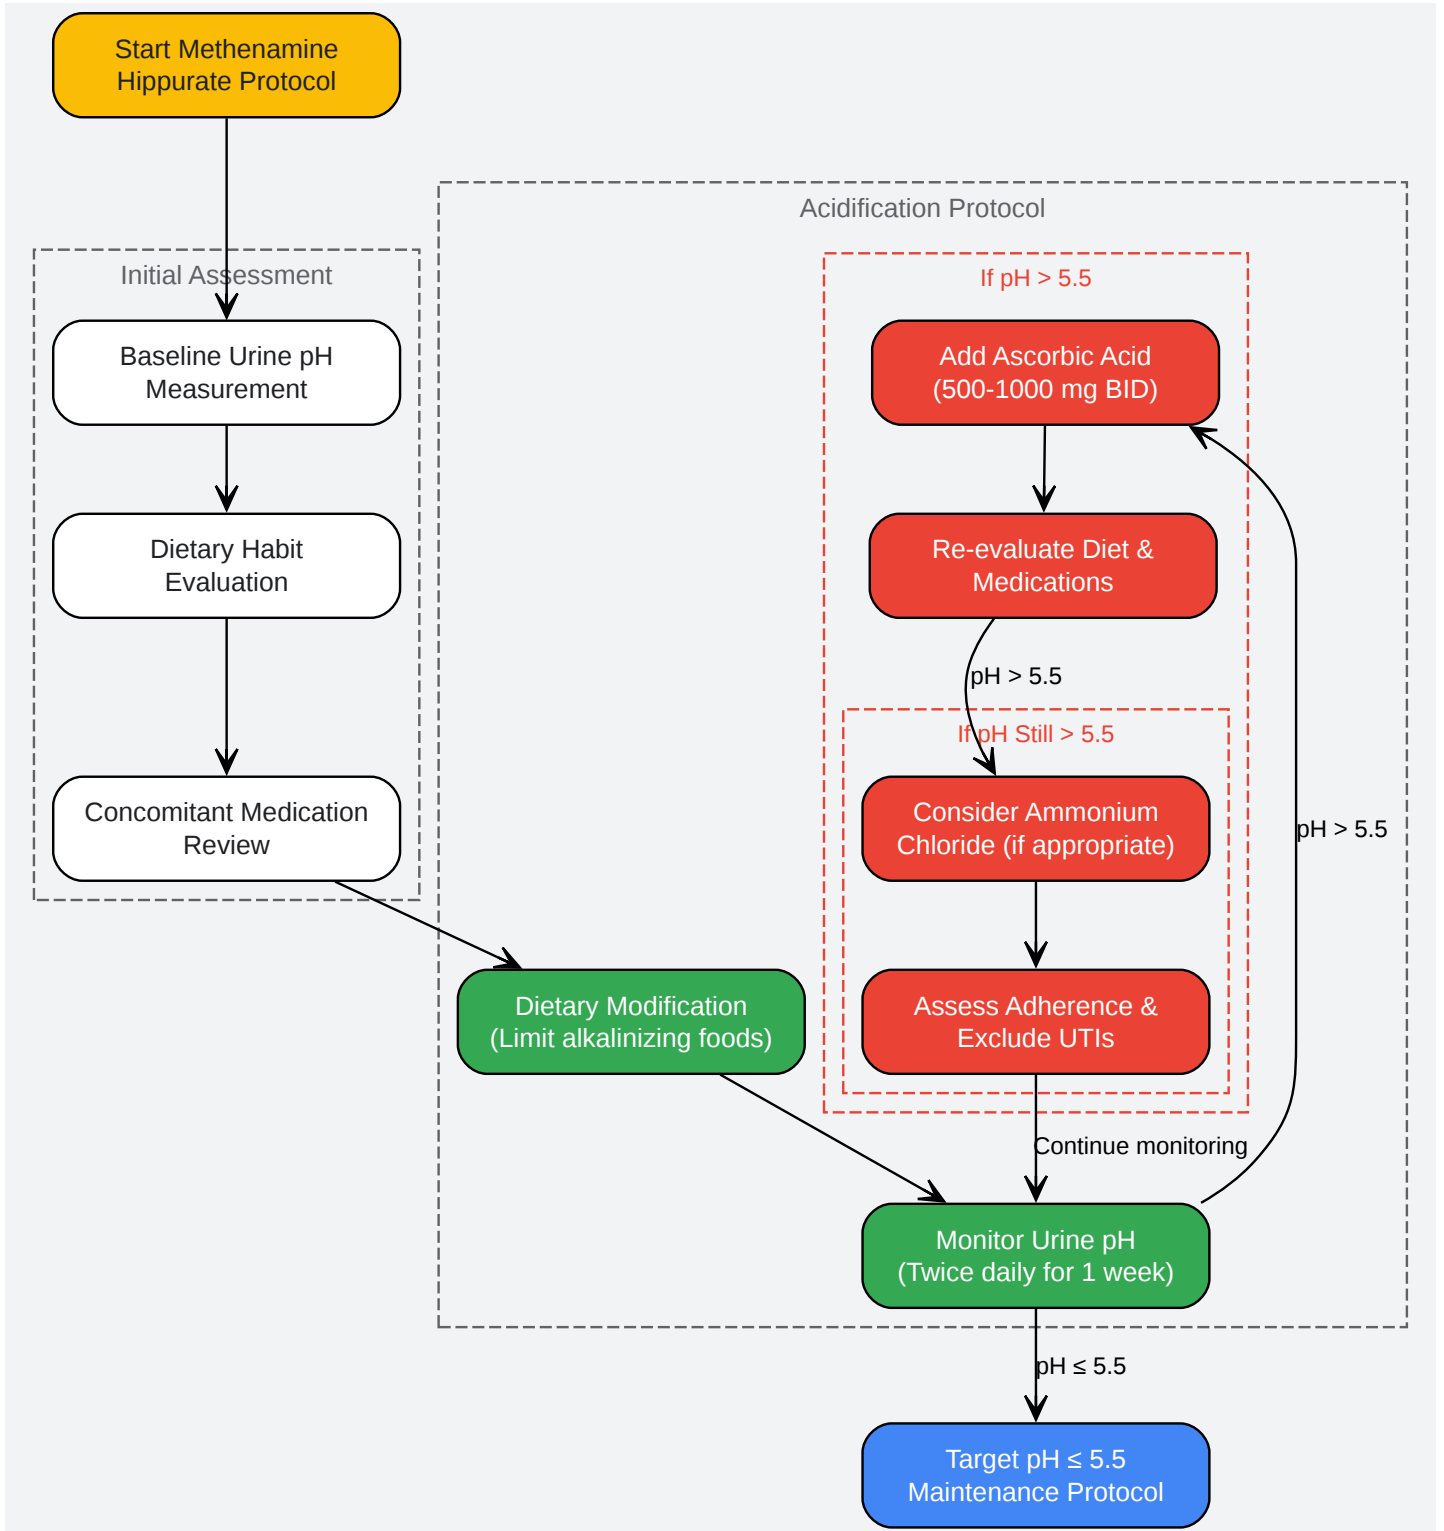 Start Methenamine
Hippurate Protocol
Initial Assessment
Baseline Urine pH
Measurement
Dietary Habit
Evaluation
Concomitant Medication
Review
Acidification Protocol
Dietary Modification
(Limit alkalinizing foods)
If pH > 5.5
Add Ascorbic Acid
(500-1000 mg BID)
Re-evaluate Diet &
Medications
pH > 5.5
If pH Still > 5.5
Consider Ammonium
Chloride (if appropriate)
Assess Adherence &
Exclude UTIs
Continue monitoring
pH > 5.5
Monitor Urine pH
(Twice daily for 1 week)
pH ≤ 5.5
Target pH ≤ 5.5
Maintenance Protocol